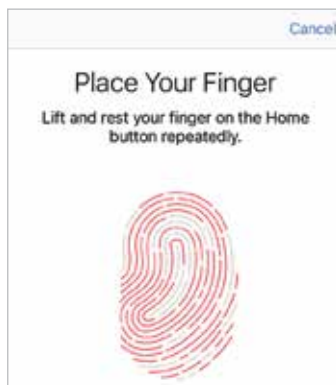 Cancel
Place Your Finger
Lift and rest your finger on the Home
button repeatedly.